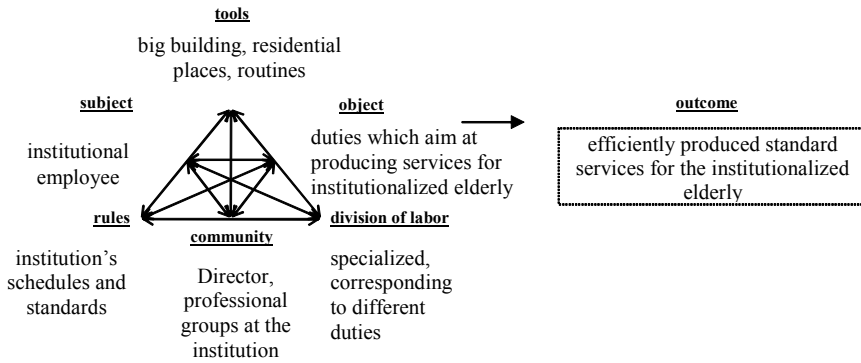 tools
big building, residential
places, routines
subject
institutional
employee
object
duties which aim at
producing services for
institutionalized elderly
outcome
efficiently produced standard
services for the institutionalized
elderly
rules
institution's
schedules and
standards
community
Director,
professional
groups at the
institution
division of labor
specialized,
corresponding
to different
duties